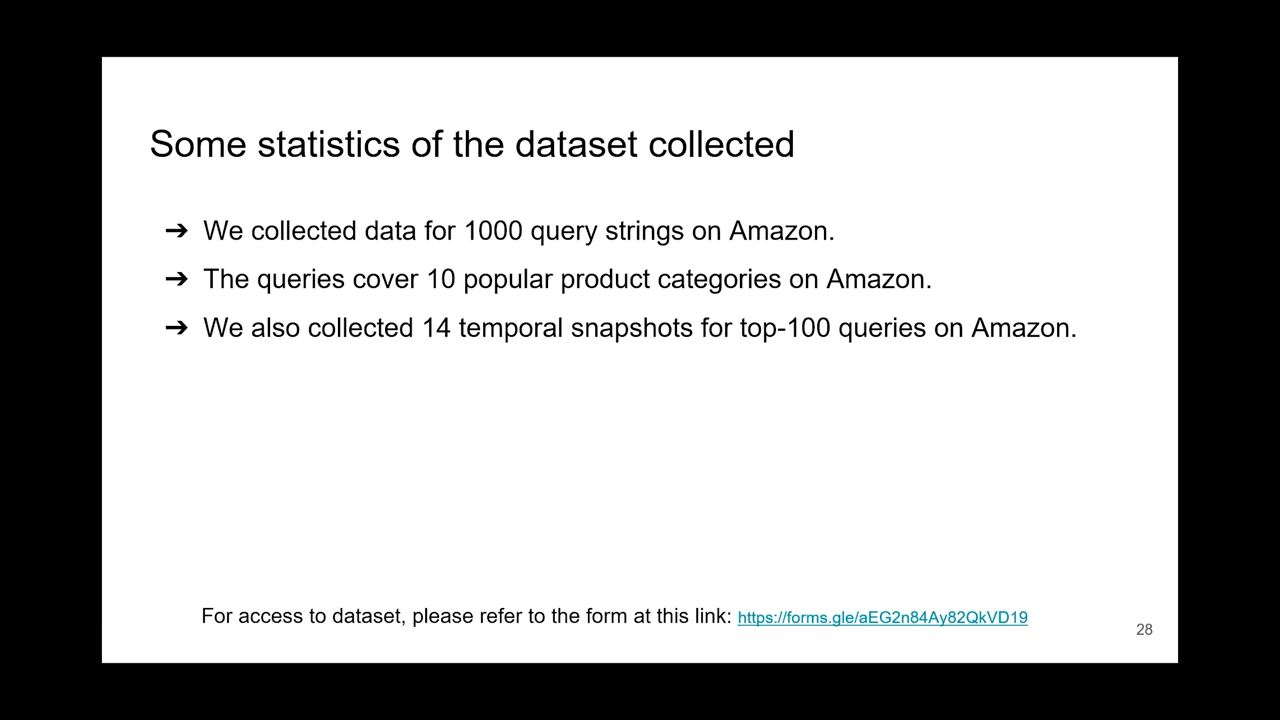 Some statistics of the dataset collected
➔ We collected data for 1000 query strings on Amazon.
➔ The queries cover 10 popular product categories on Amazon.
➔ We also collected 14 temporal snapshots for top-100 queries on Amazon.
For access to dataset, please refer to the form at this link: https://forms.gle/aEG2n84Ay82QkVD19
28